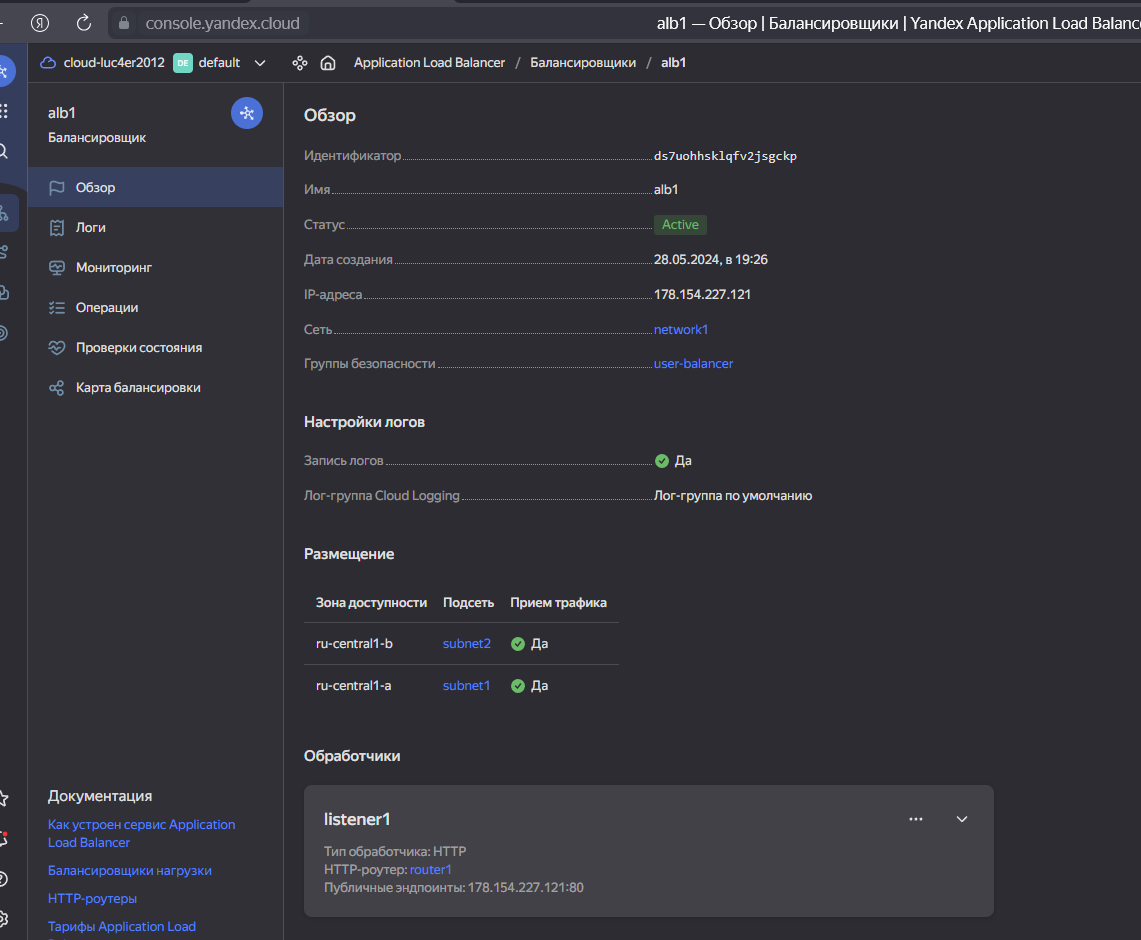 Я
console.yandex.cloud
alb1 — Обзор | Балансировщики | Yandex Application Load Balanc
cloud-luc4er2012 DE default
Application Load Balancer / Балансировщики / alb1
alb1
Балансировщик
Обзор
Логи
Мониторинг
Операции
Проверки состояния
Карта балансировки
Документация
Как устроен сервис Application
Load Balancer
Балансировщики нагрузки
HTTP-роутеры
Тарифы Application Load
Обзор
Идентификатор ds7uohhsklqfv2jsgckp
Имя alb1
Статус Active
Дата создания 28.05.2024, в 19:26
IP-адреса 178.154.227.121
Сеть network1
Группы безопасности user-balancer
Настройки логов
Запись логов Да
Лог-группа Cloud Logging Лог-группа по умолчанию
Размещение
Зона доступности Подсеть Прием трафика
ru-central1-b subnet2 Да
ru-central1-a subnet1 Да
Обработчики
listener1
Тип обработчика: HTTP
HTTP-роутер: router1
Публичные эндпоинты: 178.154.227.121:80